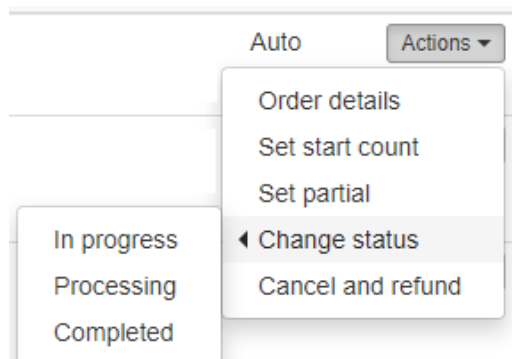 Auto Actions
Order details
Set start count
Set partial
Change status
Cancel and refund
In progress
Processing
Completed